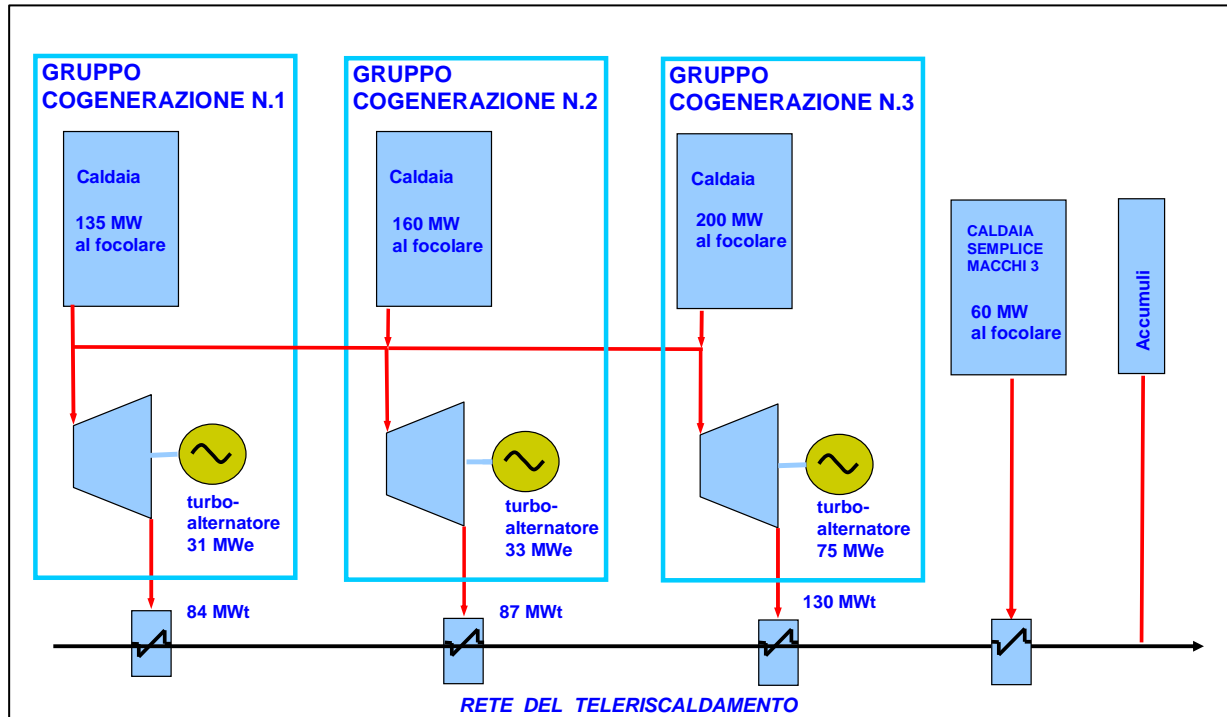 GRUPPO
COGENERAZIONE N.1
Caldaia
135 MW
al focolare
turbo-
alternatore
31 MWe
84 MWt
GRUPPO
COGENERAZIONE N.2
Caldaia
160 MW
al focolare
turbo-
alternatore
33 MWe
87 MWt
GRUPPO
COGENERAZIONE N.3
Caldaia
200 MW
al focolare
turbo-
alternatore
75 MWe
130 MWt
CALDAIA
SEMPLICE
MACCHI 3
60 MW
al focolare
Accumuli
RETE DEL TELERISCALDAMENTO